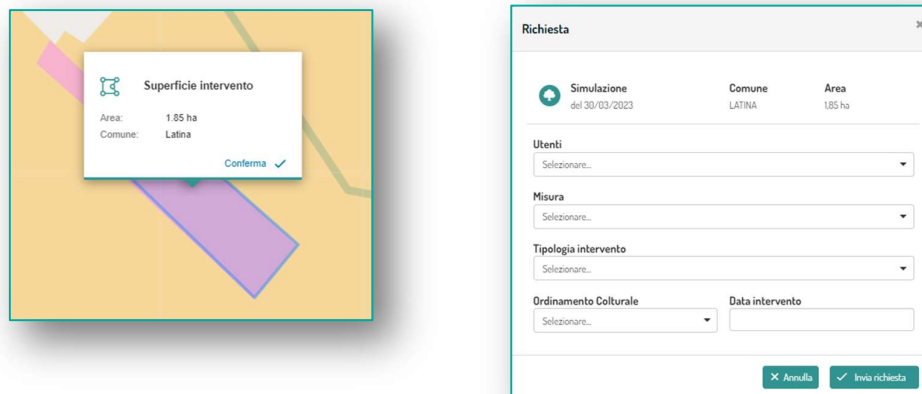 Superficie intervento
Area: 1.85 ha
Comune: Latina
Conferma
Richiesta
Simulazione Comune Area
del 30/03/2023 LATINA 1,85 ha
Utenti
Selezionare...
Misura
Selezionare...
Tipologia intervento
Selezionare...
Ordinamento Colturale Data intervento
Selezionare...
Annulla Invia richiesta